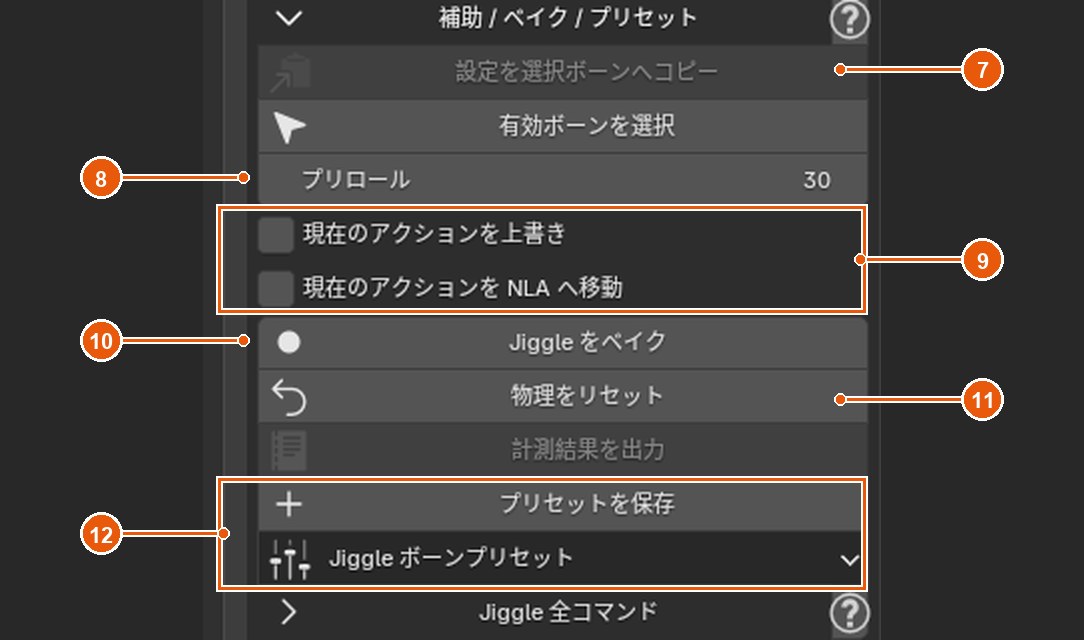 補助 / ベイク / プリセット ?
設定を選択ボーンへコピー 7
有効ボーンを選択
8 プリロール 30
現在のアクションを上書き
9
現在のアクションを NLA へ移動
10 Jiggle をベイク
物理をリセット 11
計測結果を出力
プリセットを保存
12
Jiggle ボーンプリセット
Jiggle 全コマンド ?